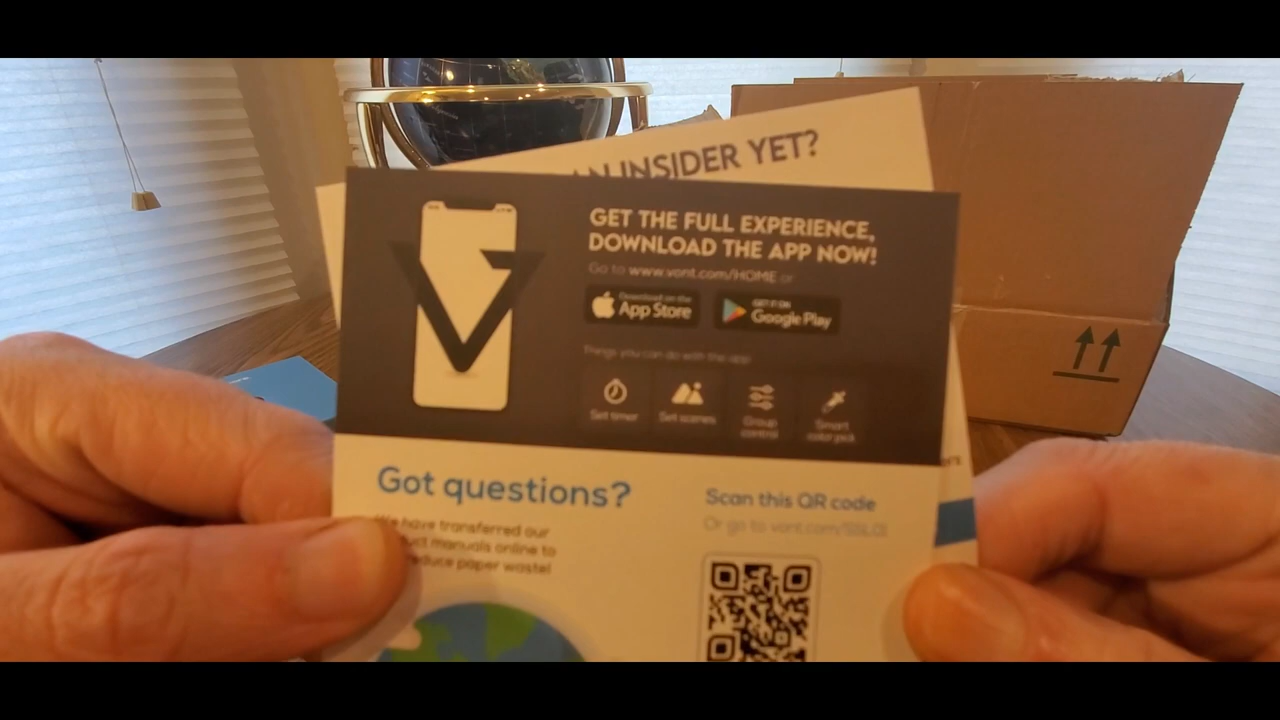 N INSIDER YET?
GET THE FULL EXPERIENCE,
DOWNLOAD THE APP NOW!
Go to www.vont.com/HOME or
Download on the
App Store
GET IT ON
Google Play
Things you can do with the app:
Set timer
Set scenes
Group
control
Smart
color pick
Got questions?
We have transferred our
uct manuals online to
educe paper waste!
Scan this QR code
Or go to